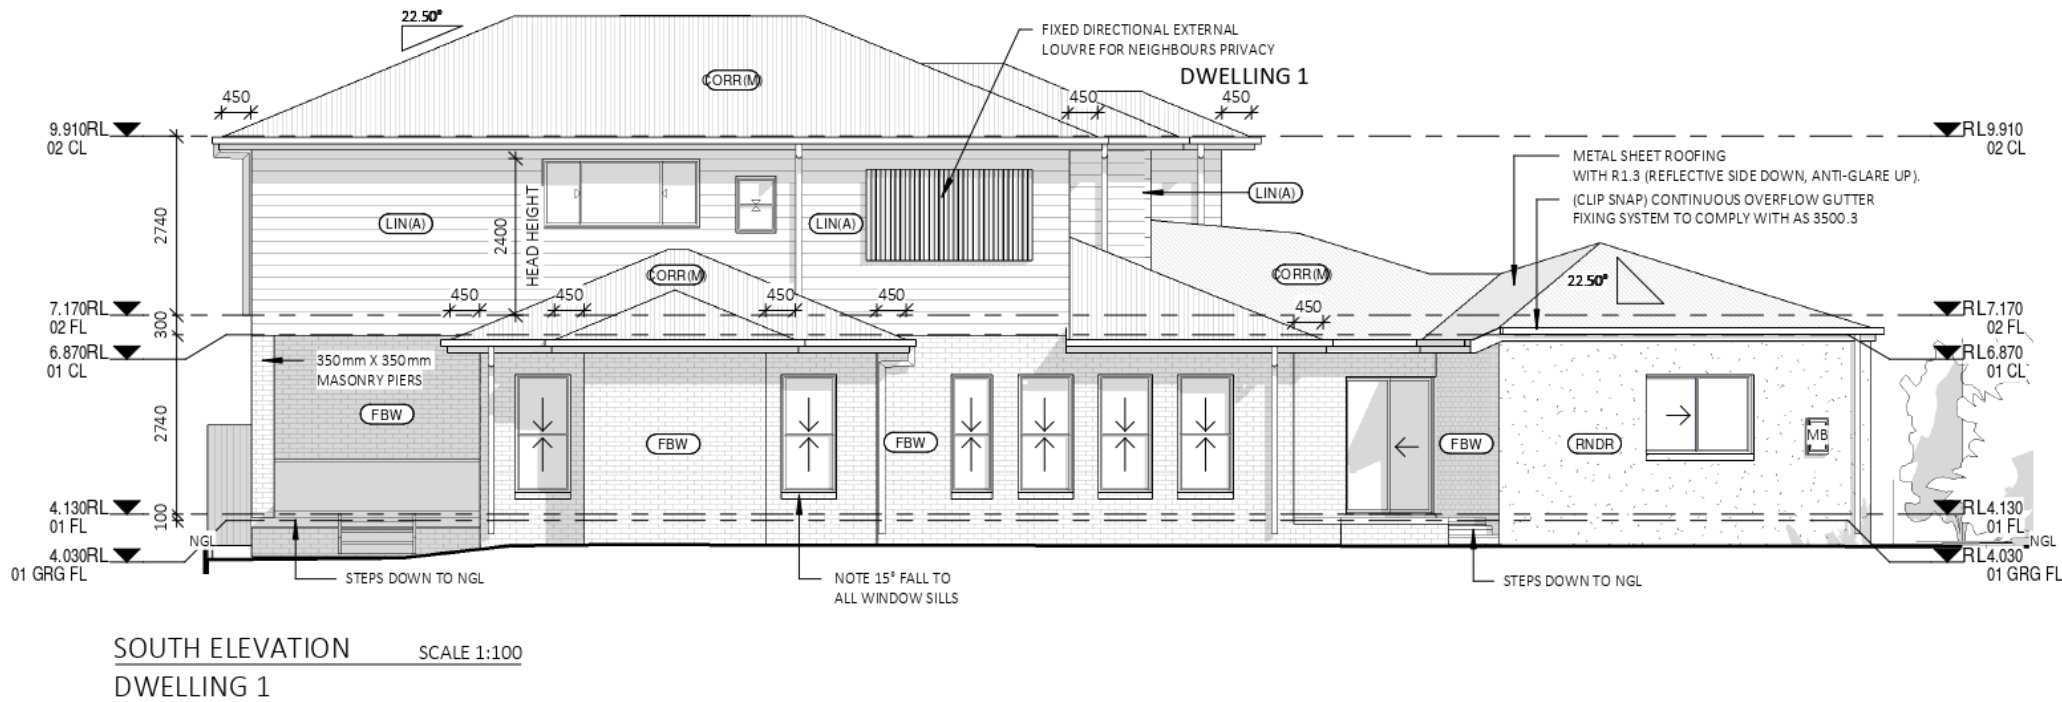 22.50°
FIXED DIRECTIONAL EXTERNAL
LOUVRE FOR NEIGHBOURS PRIVACY
DWELLING 1
CORR(M)
450
450
450
9.910RL
02 CL
RL9.910
02 CL
METAL SHEET ROOFING
WITH R1.3 (REFLECTIVE SIDE DOWN, ANTI-GLARE UP).
(CLIP SNAP) CONTINUOUS OVERFLOW GUTTER
FIXING SYSTEM TO COMPLY WITH AS 3500.3
2740
LIN(A)
2400
HEAD HEIGHT
LIN(A)
LIN(A)
CORR(M)
CORR(M)
22.50°
450
450
450
450
450
7.170RL
02 FL
300
RL7.170
02 FL
6.870RL
01 CL
RL6.870
01 CL
350mm X 350mm
MASONRY PIERS
2740
FBW
FBW
FBW
FBW
RNDR
MB
4.130RL
01 FL
100
RL4.130
01 FL
NGL
NGL
4.030RL
01 GRG FL
RL4.030
01 GRG FL
STEPS DOWN TO NGL
NOTE 15° FALL TO
ALL WINDOW SILLS
STEPS DOWN TO NGL
SOUTH ELEVATION
SCALE 1:100
DWELLING 1